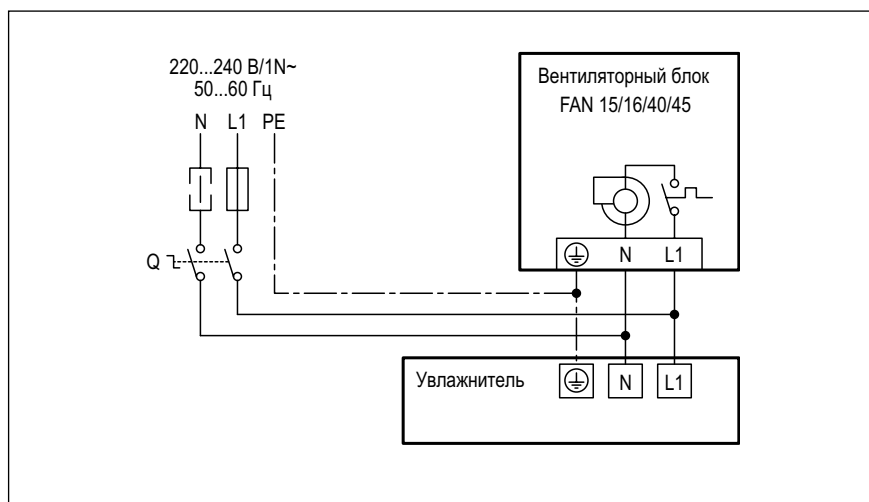 220...240 В/1N~
50...60 Гц
N L1 PE
Q
Вентиляторный блок
FAN 15/16/40/45
N L1
Увлажнитель
N L1